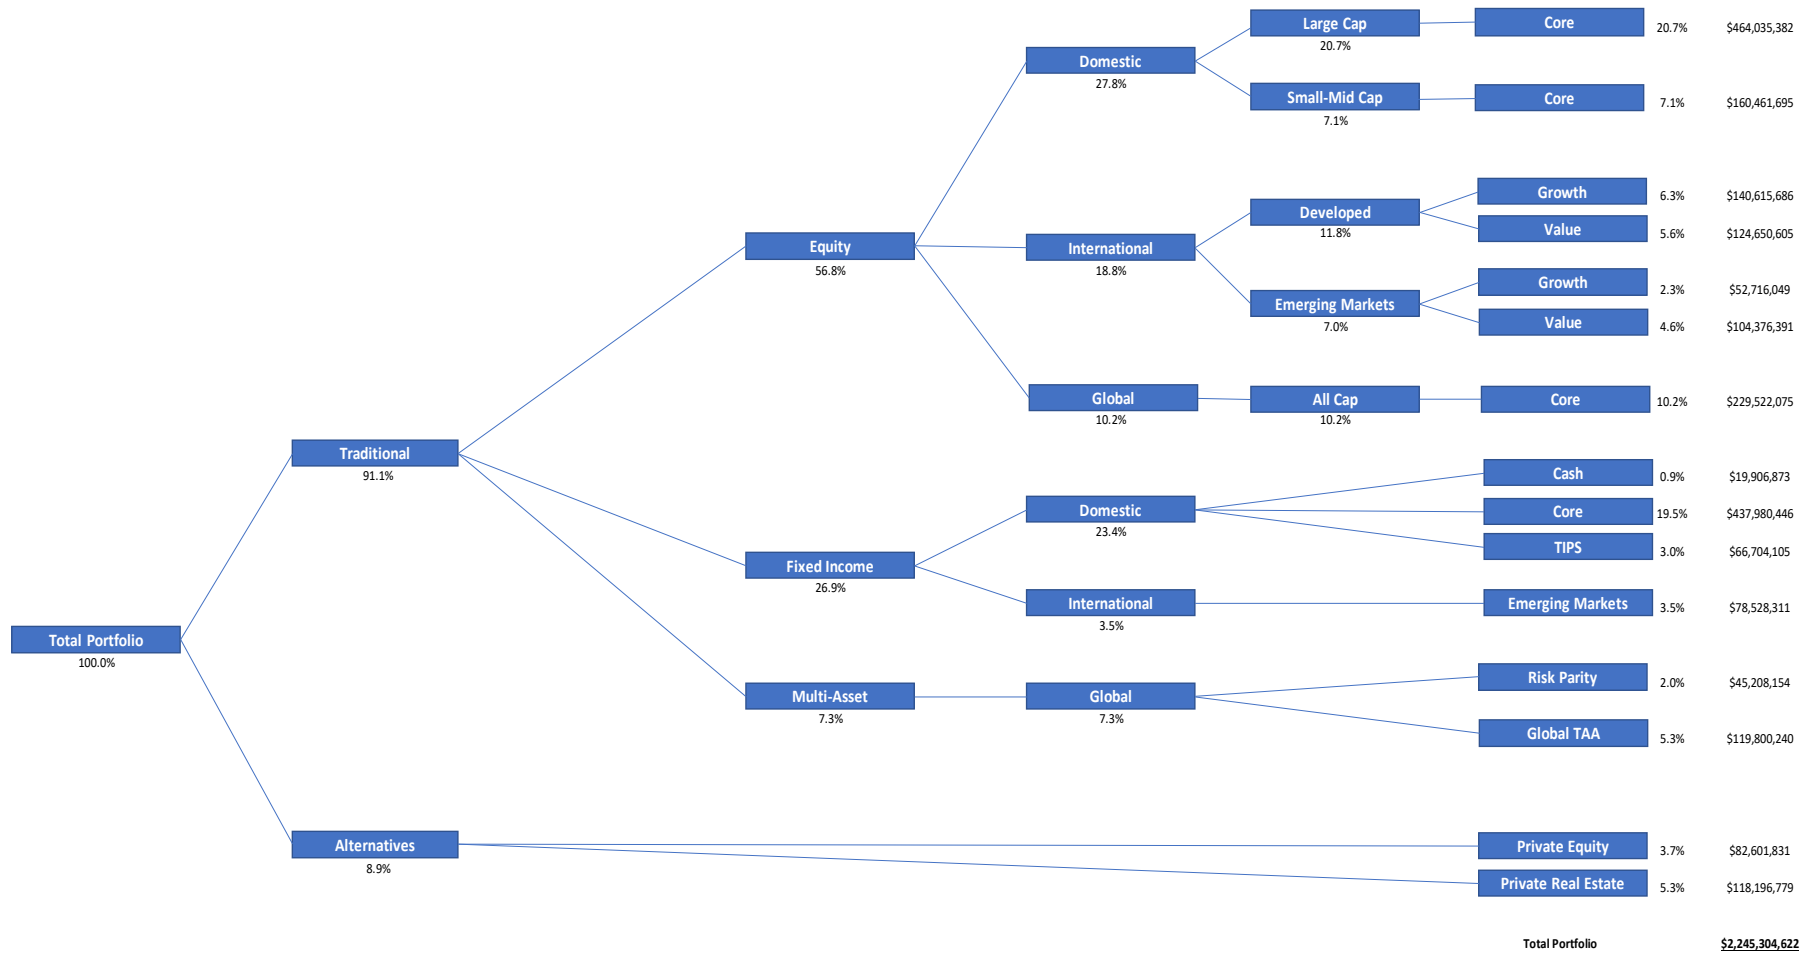 Large Cap
Core
20.7%
$464,035,382
20.7%
Domestic
27.8%
Small-Mid Cap
Core
7.1%
$160,461,695
7.1%
Growth
6.3%
$140,615,686
Developed
11.8%
Value
5.6%
$124,650,605
Equity
56.8%
International
18.8%
Growth
2.3%
$52,716,049
Emerging Markets
7.0%
Value
4.6%
$104,376,391
Global
10.2%
All Cap
10.2%
Core
10.2%
$229,522,075
Traditional
91.1%
Cash
0.9%
$19,906,873
Domestic
23.4%
Core
19.5%
$437,980,446
TIPS
3.0%
$66,704,105
Fixed Income
26.9%
International
3.5%
Emerging Markets
3.5%
$78,528,311
Total Portfolio
100.0%
Risk Parity
2.0%
$45,208,154
Multi-Asset
7.3%
Global
7.3%
Global TAA
5.3%
$119,800,240
Alternatives
8.9%
Private Equity
3.7%
$82,601,831
Private Real Estate
5.3%
$118,196,779
Total Portfolio
$2,245,304,622